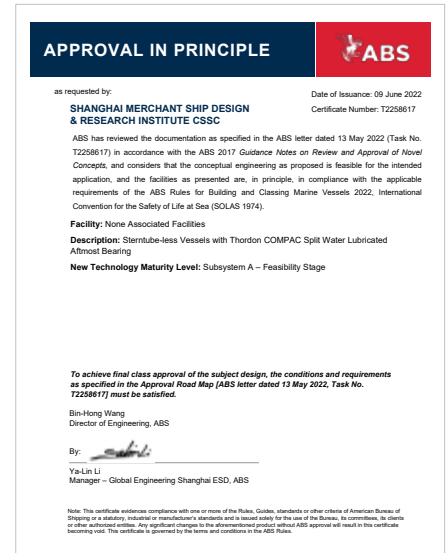 APPROVAL IN PRINCIPLE
ABS
as requested by:
Date of Issuance: 09 June 2022
SHANGHAI MERCHANT SHIP DESIGN
& RESEARCH INSTITUTE CSSC
Certificate Number: T2258617
ABS has reviewed the documentation as specified in the ABS letter dated 13 May 2022 (Task No.
T2258617) in accordance with the ABS 2017 Guidance Notes on Review and Approval of Novel
Concepts, and considers that the conceptual engineering as proposed is feasible for the intended
application, and the facilities as presented are, in principle, in compliance with the applicable
requirements of the ABS Rules for Building and Classing Marine Vessels 2022, International
Convention for the Safety of Life at Sea (SOLAS 1974).
Facility: None Associated Facilities
Description: Sterntube-less Vessels with Thordon COMPAC Split Water Lubricated
Aftmost Bearing
New Technology Maturity Level: Subsystem A – Feasibility Stage
To achieve final class approval of the subject design, the conditions and requirements
as specified in the Approval Road Map [ABS letter dated 13 May 2022, Task No.
T2258617] must be satisfied.
Bin-Hong Wang
Director of Engineering, ABS
By:
Ya-Lin Li
Manager – Global Engineering Shanghai ESD, ABS
Note: This certificate evidences compliance with one or more of the Rules, Guides, standards or other criteria of American Bureau of
Shipping or a statutory, industrial or manufacturer's standards and is issued solely for the use of the Bureau, its committees, its clients
or other authorized entities. Any significant changes to the aforementioned product without ABS approval will result in this certificate
becoming void. This certificate is governed by the terms and conditions in the ABS Rules.